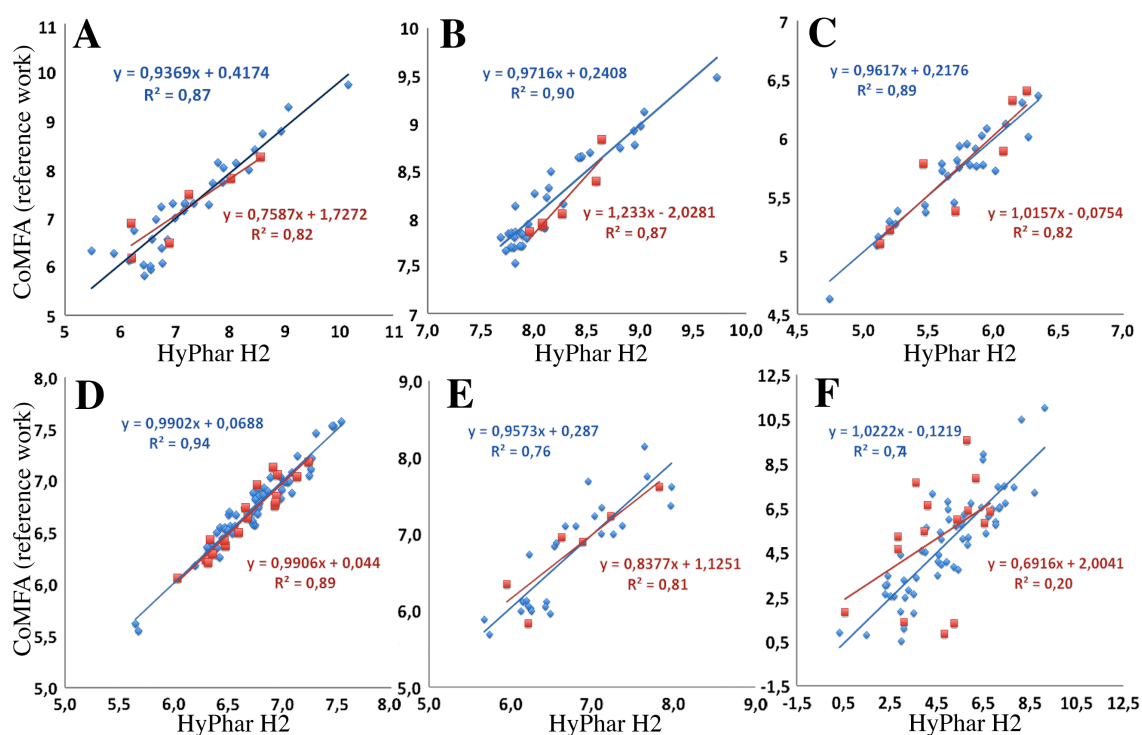 A
11
10
9
8
7
6
5
5 6 7 8 9 10 11
y = 0,9369x + 0,4174
R² = 0,87
y = 0,7587x + 1,7272
R² = 0,82
CoMFA (reference work)
HyPhar H2
B
10
9,5
9
8,5
8
7,5
7
7,0 7,5 8,0 8,5 9,0 9,5 10,0
y = 0,9716x + 0,2408
R² = 0,90
y = 1,233x - 2,0281
R² = 0,87
HyPhar H2
C
7
6,5
6
5,5
5
4,5
4,5 5,0 5,5 6,0 6,5 7,0
y = 0,9617x + 0,2176
R² = 0,89
y = 1,0157x - 0,0754
R² = 0,82
HyPhar H2
D
8,0
7,5
7,0
6,5
6,0
5,5
5,0
5,0 5,5 6,0 6,5 7,0 7,5 8,0
y = 0,9902x + 0,0688
R² = 0,94
y = 0,9906x + 0,044
R² = 0,89
CoMFA (reference work)
HyPhar H2
E
9,0
8,0
7,0
6,0
5,0
5,0 6,0 7,0 8,0 9,0
y = 0,9573x + 0,287
R² = 0,76
y = 0,8377x + 1,1251
R² = 0,81
HyPhar H2
F
12,5
10,5
8,5
6,5
4,5
2,5
0,5
-1,5
-1,5 0,5 2,5 4,5 6,5 8,5 10,5 12,5
y = 1,0222x - 0,1219
R² = 0,74
y = 0,6916x + 2,0041
R² = 0,20
HyPhar H2